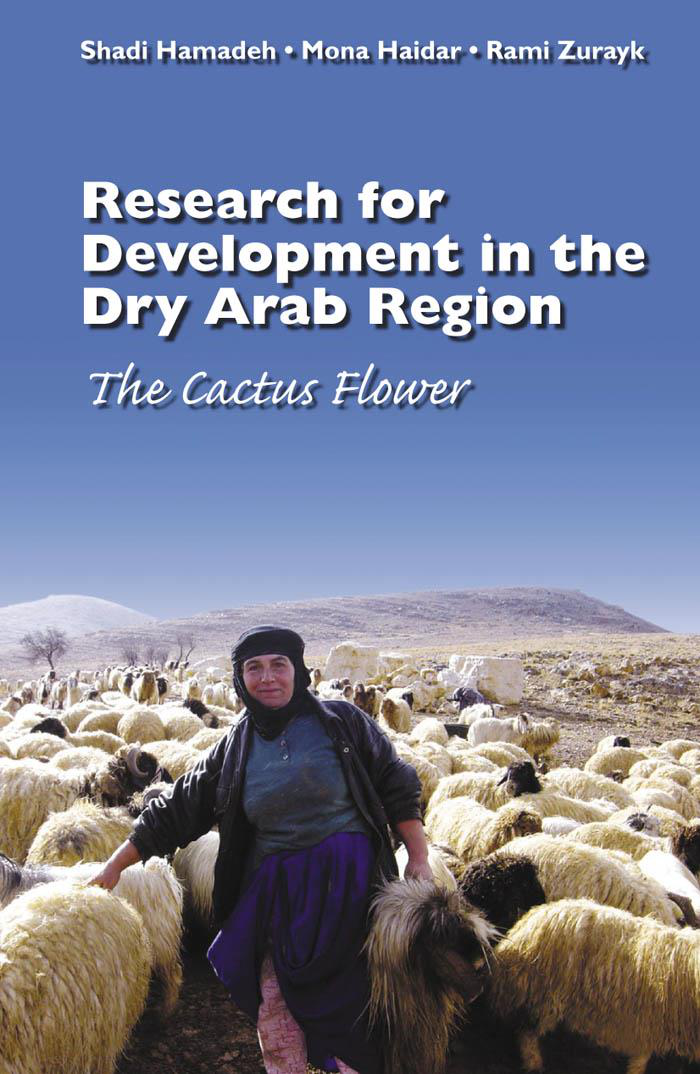 Shadi Hamadeh • Mona Haidar • Rami Zurayk
Research for
Development in the
Dry Arab Region
The Cactus Flower